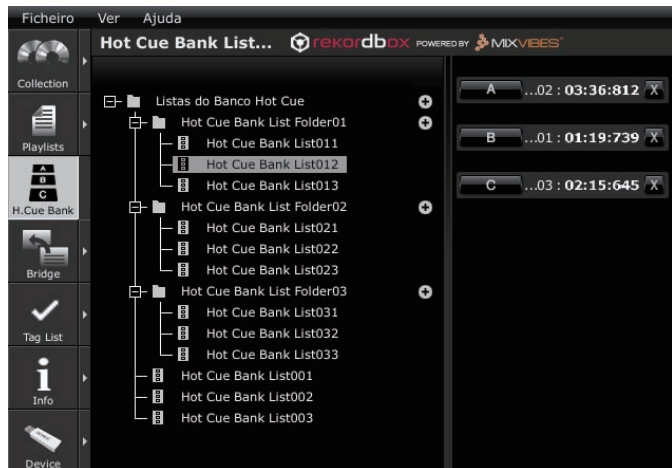 Ficheiro Ver Ajuda
Hot Cue Bank List... rekordbox POWERED BY MIXVIBES
Collection
Playlists
A
B
C
H.Cue Bank
Bridge
Tag List
Info
Device
Listas do Banco Hot Cue
Hot Cue Bank List Folder01
Hot Cue Bank List011
Hot Cue Bank List012
Hot Cue Bank List013
Hot Cue Bank List Folder02
Hot Cue Bank List021
Hot Cue Bank List022
Hot Cue Bank List023
Hot Cue Bank List Folder03
Hot Cue Bank List031
Hot Cue Bank List032
Hot Cue Bank List033
Hot Cue Bank List001
Hot Cue Bank List002
Hot Cue Bank List003
A ...02 : 03:36:812 X
B ...01 : 01:19:739 X
C ...03 : 02:15:645 X